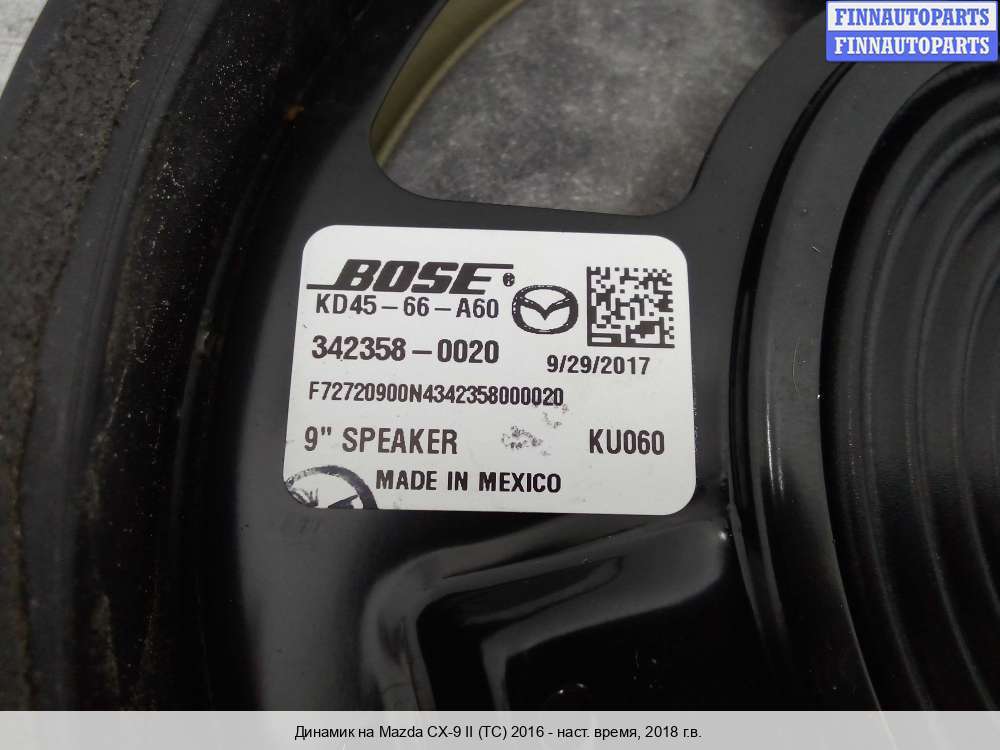 FINNAUTOPARTS
FINNAUTOPARTS
BOSE®
KD45-66-A60
342358-0020
9/29/2017
F72720900N4342358000020
9" SPEAKER
KU060
MADE IN MEXICO
Динамик на Mazda CX-9 II (TC) 2016 - наст. время, 2018 г.в.